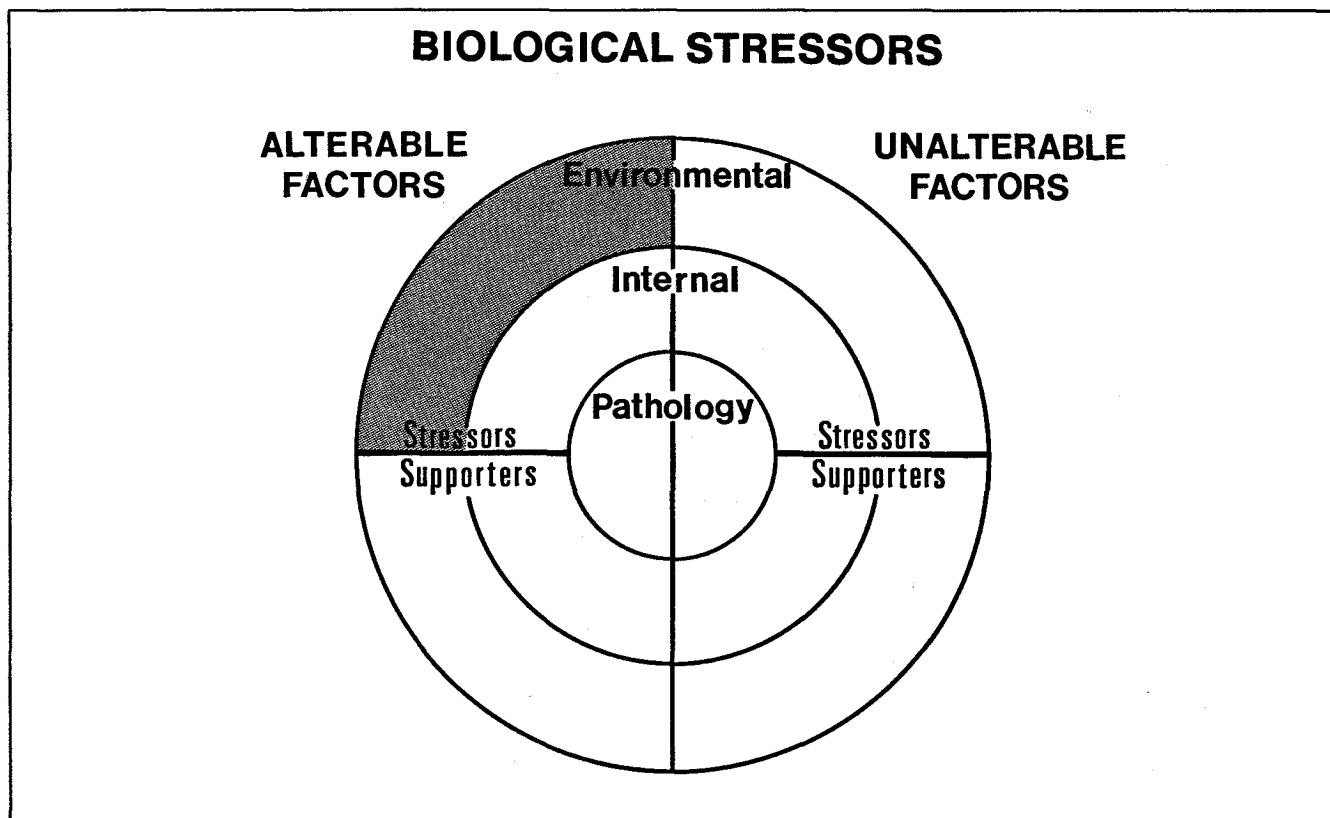 BIOLOGICAL STRESSORS
ALTERABLE
FACTORS
UNALTERABLE
FACTORS
Environmental
Internal
Pathology
Stressors
Supporters
Stressors
Supporters